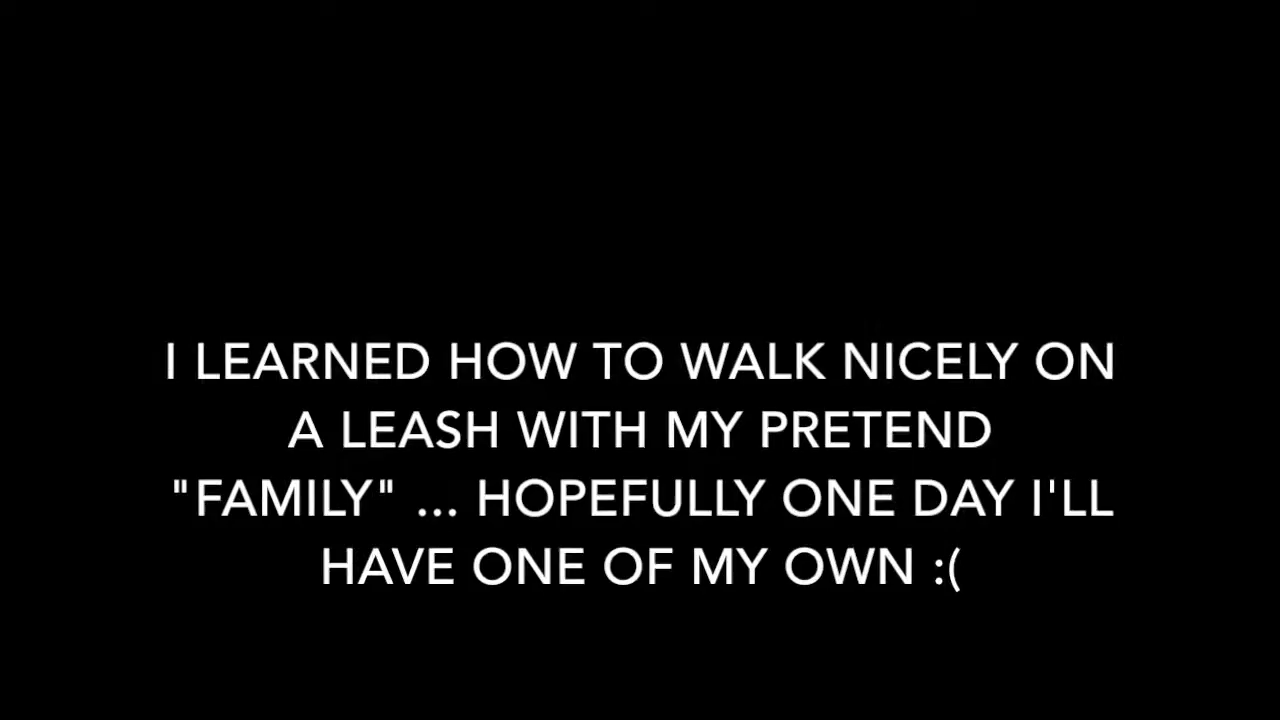 I LEARNED HOW TO WALK NICELY ON
A LEASH WITH MY PRETEND
"FAMILY" ... HOPEFULLY ONE DAY I'LL
HAVE ONE OF MY OWN :(